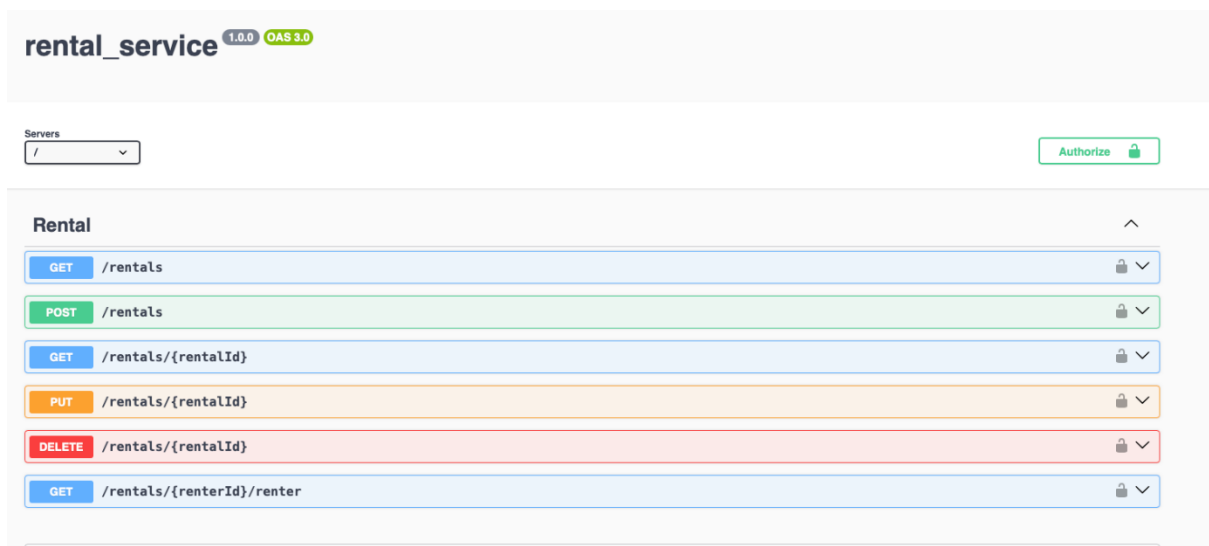 rental_service 1.0.0 OAS 3.0
Servers
/
Authorize
Rental
GET /rentals
POST /rentals
GET /rentals/{rentalId}
PUT /rentals/{rentalId}
DELETE /rentals/{rentalId}
GET /rentals/{renterId}/renter